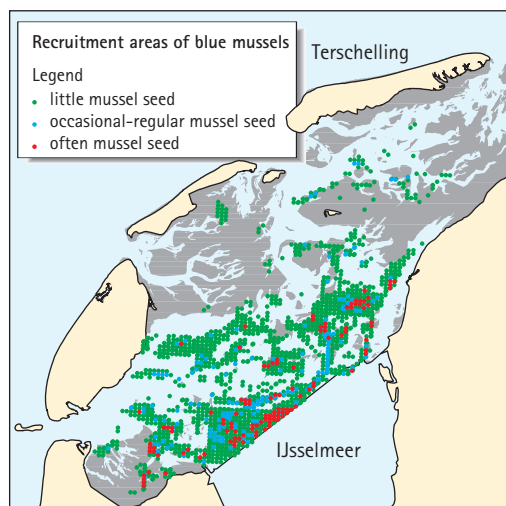 Recruitment areas of blue mussels
Terschelling
Legend
little mussel seed
occasional-regular mussel seed
often mussel seed
IJsselmeer